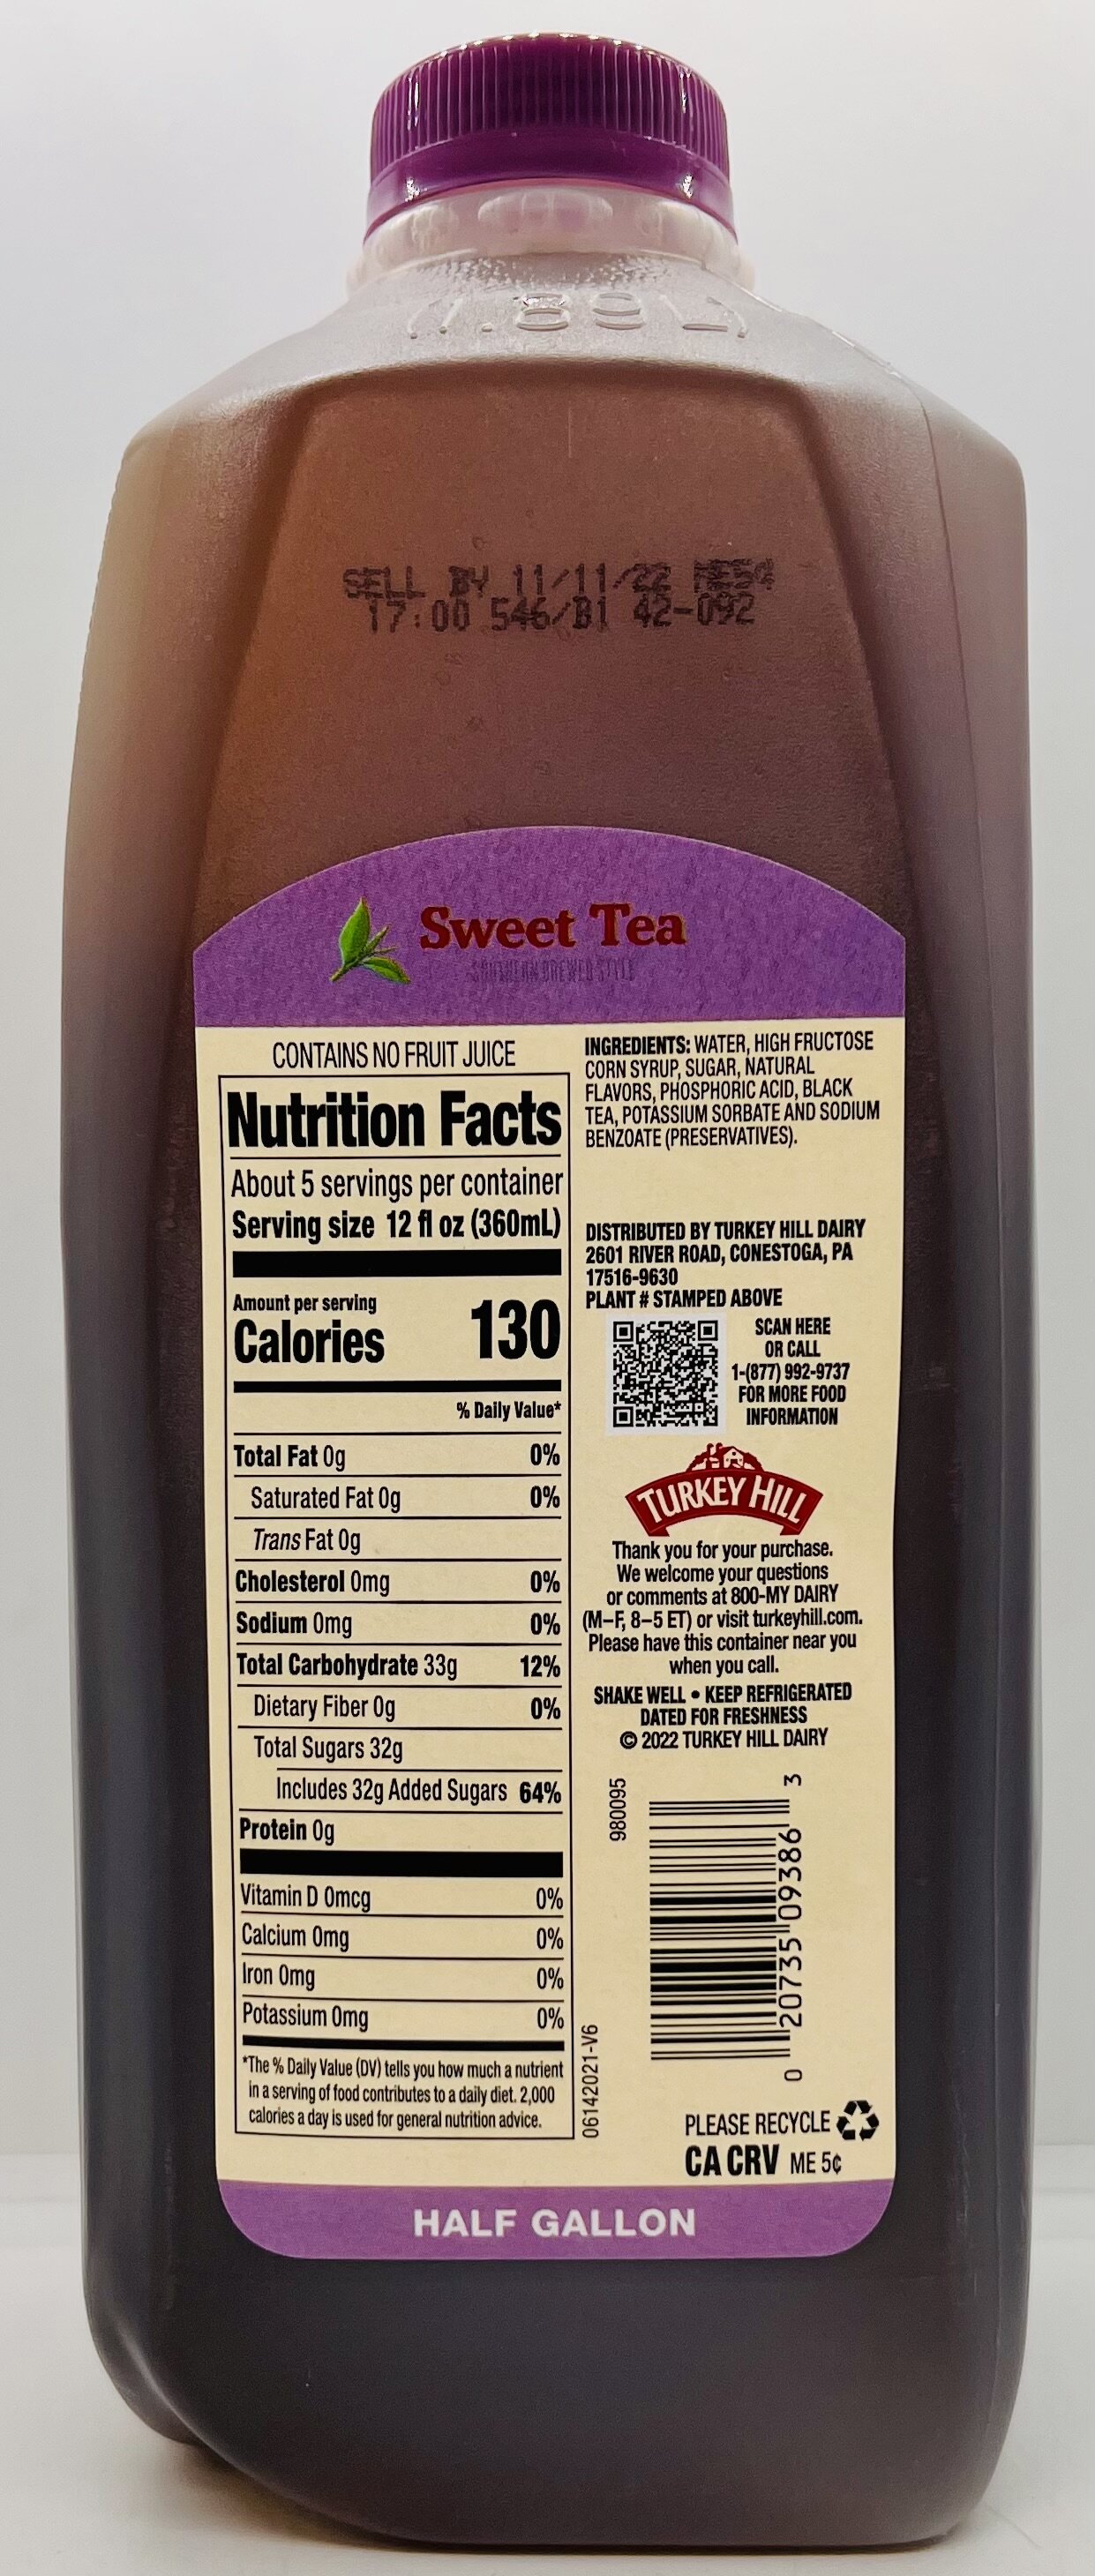 (1.89L)
SELL BY 11/11/22 ME54
17:00 546/B1 42-092
Sweet Tea
SOUTHERN BREWED STYLE
CONTAINS NO FRUIT JUICE
Nutrition Facts
About 5 servings per container
Serving size 12 fl oz (360mL)
Amount per serving
Calories 130
% Daily Value*
Total Fat 0g 0%
Saturated Fat 0g 0%
Trans Fat 0g
Cholesterol 0mg 0%
Sodium 0mg 0%
Total Carbohydrate 33g 12%
Dietary Fiber 0g 0%
Total Sugars 32g
Includes 32g Added Sugars 64%
Protein 0g
Vitamin D 0mcg 0%
Calcium 0mg 0%
Iron 0mg 0%
Potassium 0mg 0%
*The % Daily Value (DV) tells you how much a nutrient
in a serving of food contributes to a daily diet. 2,000
calories a day is used for general nutrition advice.
INGREDIENTS: WATER, HIGH FRUCTOSE
CORN SYRUP, SUGAR, NATURAL
FLAVORS, PHOSPHORIC ACID, BLACK
TEA, POTASSIUM SORBATE AND SODIUM
BENZOATE (PRESERVATIVES).
DISTRIBUTED BY TURKEY HILL DAIRY
2601 RIVER ROAD, CONESTOGA, PA
17516-9630
PLANT # STAMPED ABOVE
SCAN HERE
OR CALL
1-(877) 992-9737
FOR MORE FOOD
INFORMATION
TURKEY HILL
Thank you for your purchase.
We welcome your questions
or comments at 800-MY DAIRY
(M–F, 8–5 ET) or visit turkeyhill.com.
Please have this container near you
when you call.
SHAKE WELL • KEEP REFRIGERATED
DATED FOR FRESHNESS
© 2022 TURKEY HILL DAIRY
980095
0 20735 09386 3
06142021-V6
PLEASE RECYCLE
CA CRV ME 5¢
HALF GALLON